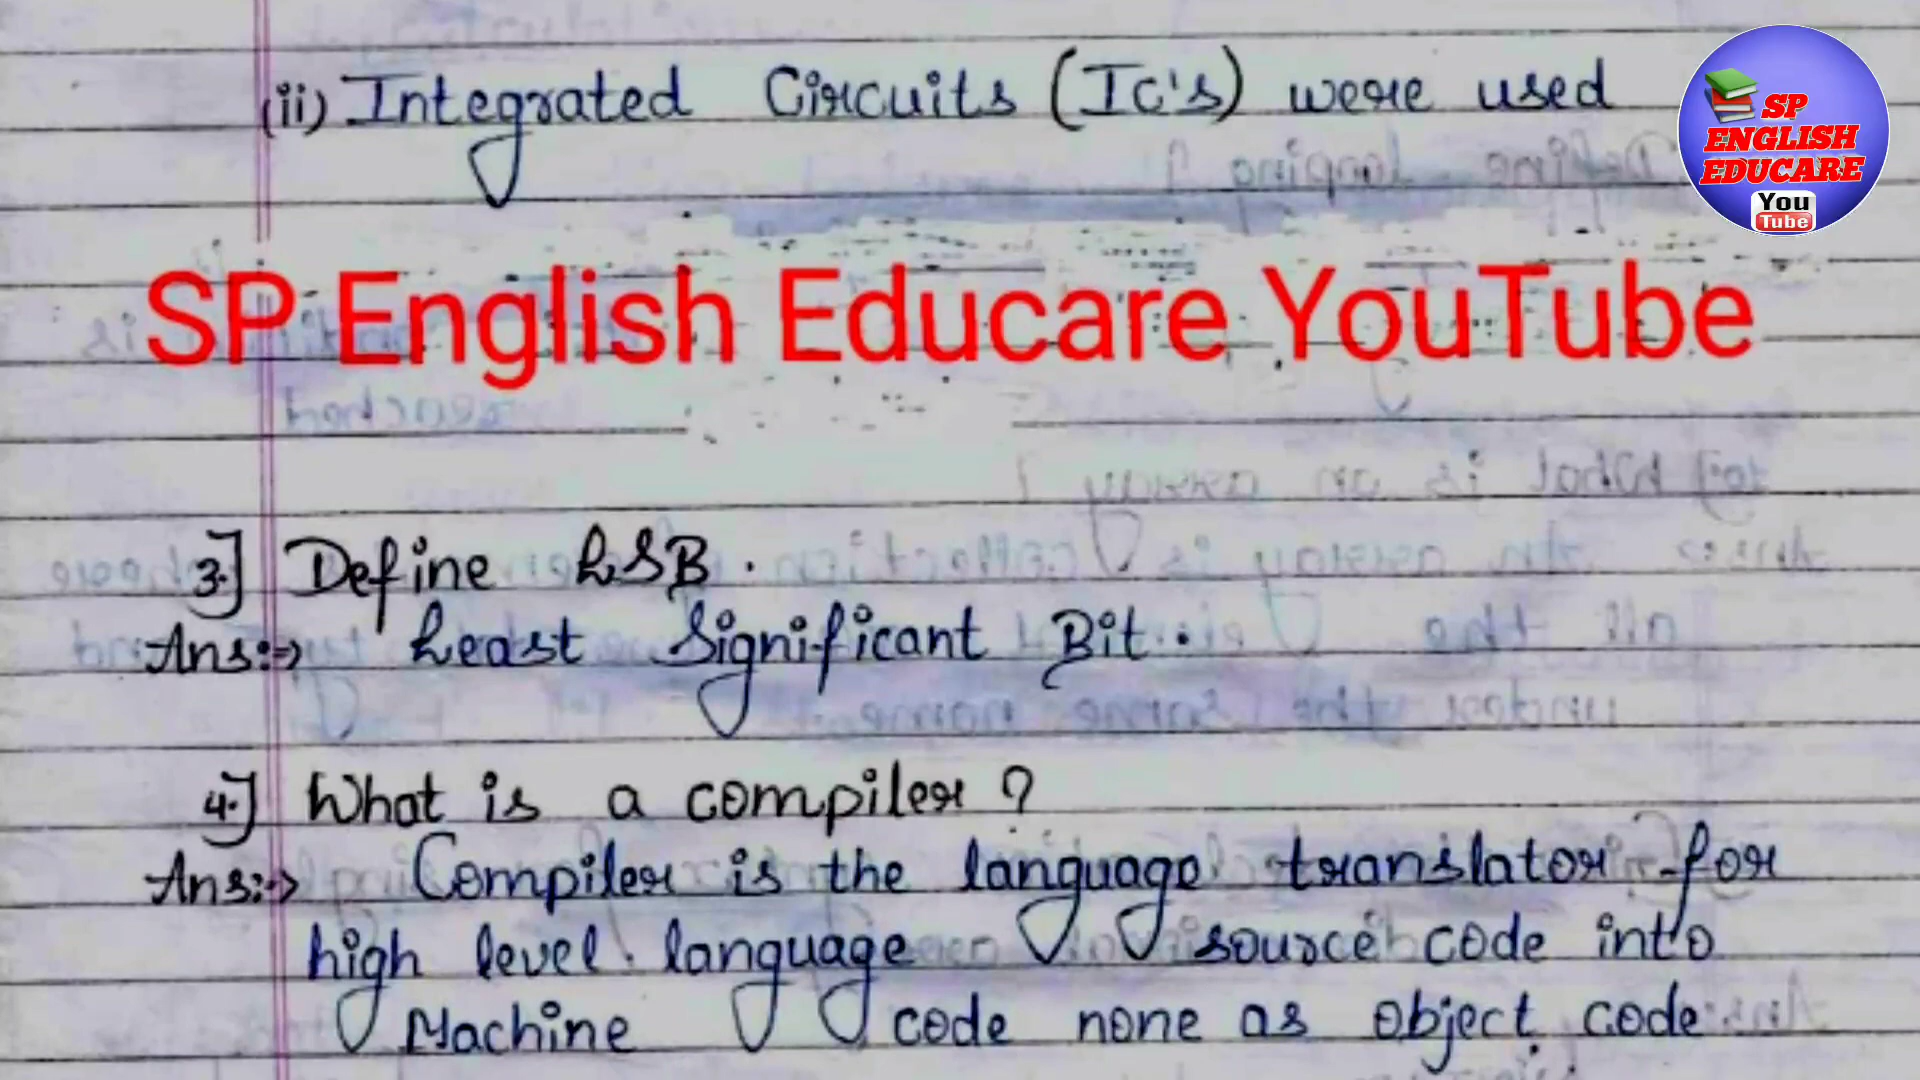 (ii) Integrated Circuits (Ic's) were used
SP
ENGLISH
EDUCARE
You
Tube
SP English Educare YouTube
3.] Define LSB.
Ans:-> Least Significant Bit.
4.] What is a compiler?
Ans:-> Compiler is the language translator for
high level language source code into
Machine code none as object code